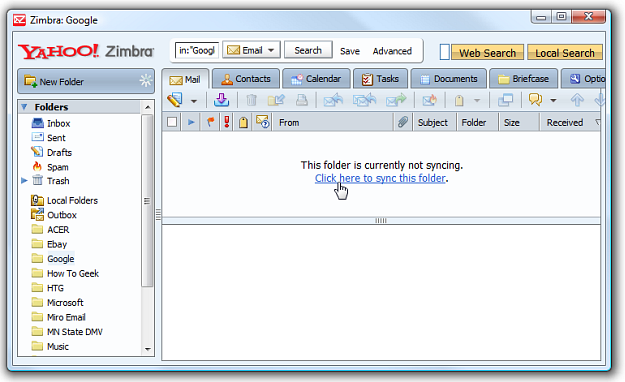 Zimbra: Google
YAHOO! Zimbra
in:"Googl Email Search Save Advanced Web Search Local Search
New Folder
Mail Contacts Calendar Tasks Documents Briefcase Optio
Folders
From Subject Folder Size Received
Inbox
Sent
Drafts
Spam
Trash
Local Folders
Outbox
ACER
Ebay
Google
How To Geek
HTG
Microsoft
Miro Email
MN State DMV
Music
This folder is currently not syncing.
Click here to sync this folder.